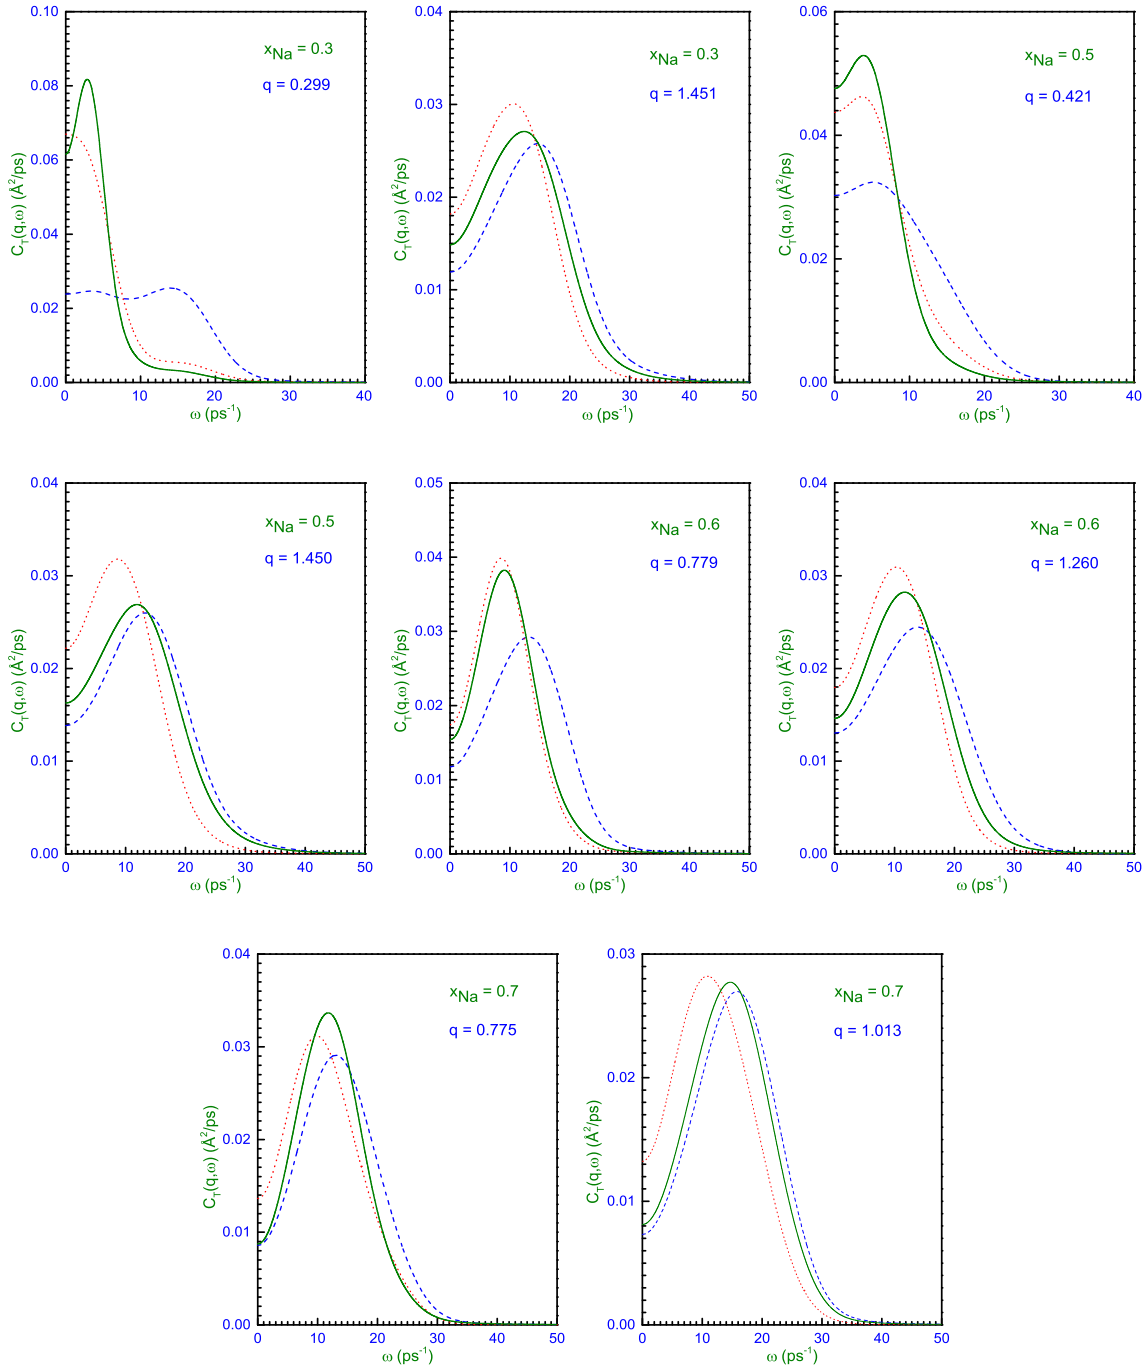 0.10
0.08
0.06
0.04
0.02
0.00
C_T(q,ω) (Å²/ps)
x_Na = 0.3
q = 0.299
0 10 20 30 40
ω (ps⁻¹)
0.04
0.03
0.02
0.01
0.00
C_T(q,ω) (Å²/ps)
x_Na = 0.3
q = 1.451
0 10 20 30 40 50
ω (ps⁻¹)
0.06
0.04
0.02
0.00
C_T(q,ω) (Å²/ps)
x_Na = 0.5
q = 0.421
0 10 20 30 40
ω (ps⁻¹)
0.04
0.03
0.02
0.01
0.00
C_T(q,ω) (Å²/ps)
x_Na = 0.5
q = 1.450
0 10 20 30 40 50
ω (ps⁻¹)
0.05
0.04
0.03
0.02
0.01
0.00
C_T(q,ω) (Å²/ps)
x_Na = 0.6
q = 0.779
0 10 20 30 40 50
ω (ps⁻¹)
0.04
0.03
0.02
0.01
0.00
C_T(q,ω) (Å²/ps)
x_Na = 0.6
q = 1.260
0 10 20 30 40 50
ω (ps⁻¹)
0.04
0.03
0.02
0.01
0.00
C_T(q,ω) (Å²/ps)
x_Na = 0.7
q = 0.775
0 10 20 30 40 50
ω (ps⁻¹)
0.03
0.02
0.01
0.00
C_T(q,ω) (Å²/ps)
x_Na = 0.7
q = 1.013
0 10 20 30 40 50
ω (ps⁻¹)